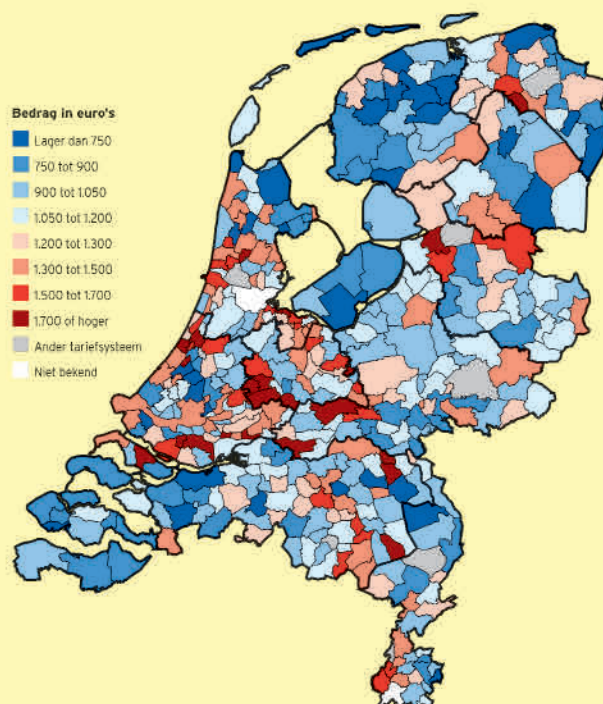 Bedrag in euro's
Lager dan 750
750 tot 900
900 tot 1.050
1.050 tot 1.200
1.200 tot 1.300
1.300 tot 1.500
1.500 tot 1.700
1.700 of hoger
Ander tariefsysteem
Niet bekend